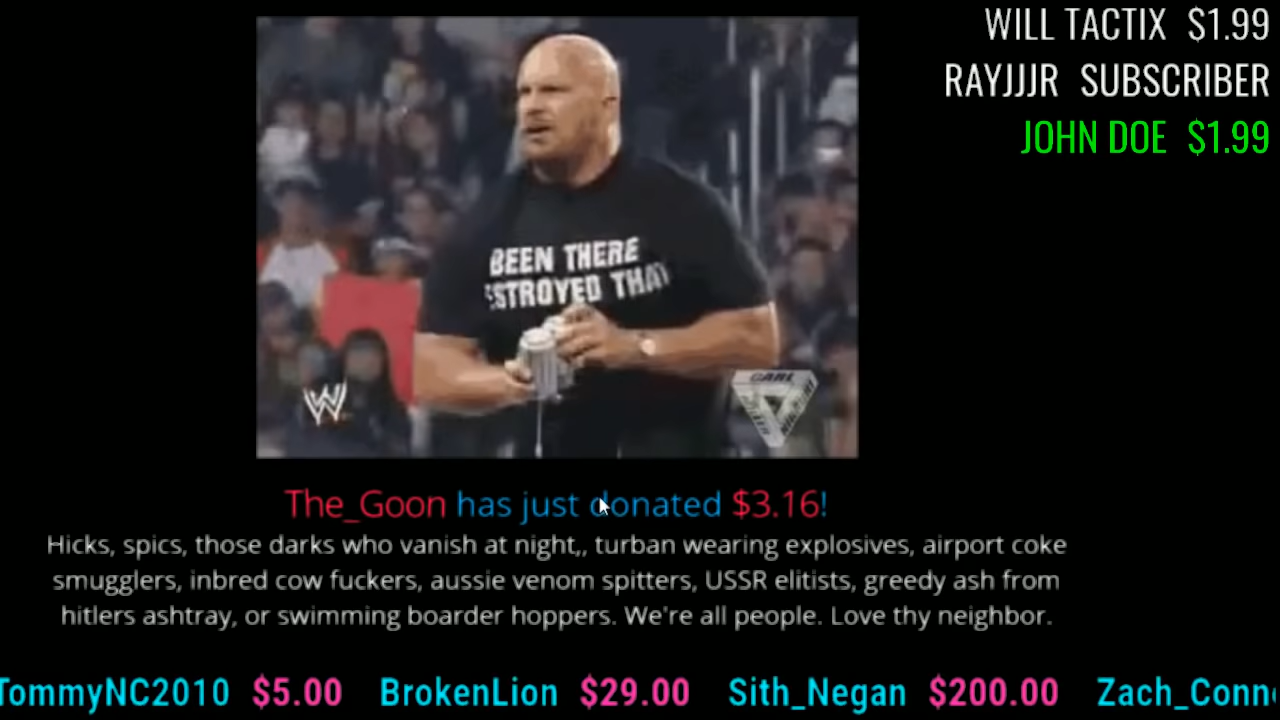 WILL TACTIX $1.99
RAYJJJR SUBSCRIBER
JOHN DOE $1.99
BEEN THERE
ESTROYED THAT
W
The_Goon has just donated $3.16!
Hicks, spics, those darks who vanish at night,, turban wearing explosives, airport coke
smugglers, inbred cow fuckers, aussie venom spitters, USSR elitists, greedy ash from
hitlers ashtray, or swimming boarder hoppers. We're all people. Love thy neighbor.
TommyNC2010 $5.00 BrokenLion $29.00 Sith_Negan $200.00 Zach_Conn